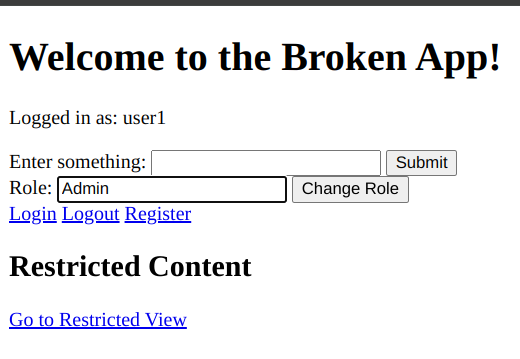 Welcome to the Broken App!
Logged in as: user1
Enter something: Submit
Role: Admin Change Role
Login Logout Register
Restricted Content
Go to Restricted View